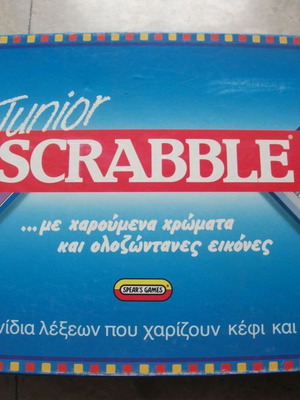 Junior
SCRABBLE
...με χαρούμενα χρώματα
και ολοζώντανες εικόνες
SPEAR'S GAMES
νίδια λέξεων που χαρίζουν κέφι και